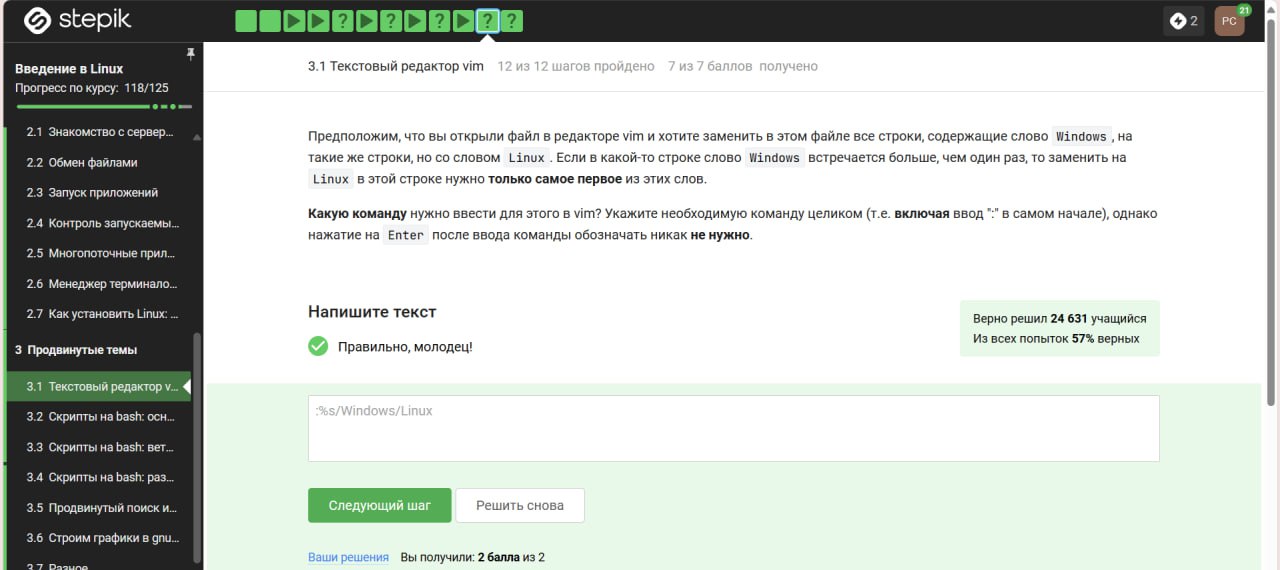 stepik
? ? ? ? ?
2
РС
21
Введение в Linux
Прогресс по курсу: 118/125
2.1 Знакомство с сервер...
2.2 Обмен файлами
2.3 Запуск приложений
2.4 Контроль запускаемы...
2.5 Многопоточные прил...
2.6 Менеджер терминало...
2.7 Как установить Linux: ...
3 Продвинутые темы
3.1 Текстовый редактор v...
3.2 Скрипты на bash: осн...
3.3 Скрипты на bash: вет...
3.4 Скрипты на bash: раз...
3.5 Продвинутый поиск и...
3.6 Строим графики в gnu...
3.7 Разное
3.1 Текстовый редактор vim 12 из 12 шагов пройдено 7 из 7 баллов получено
Предположим, что вы открыли файл в редакторе vim и хотите заменить в этом файле все строки, содержащие слово Windows, на
такие же строки, но со словом Linux. Если в какой-то строке слово Windows встречается больше, чем один раз, то заменить на
Linux в этой строке нужно только самое первое из этих слов.
Какую команду нужно ввести для этого в vim? Укажите необходимую команду целиком (т.е. включая ввод ":" в самом начале), однако
нажатие на Enter после ввода команды обозначать никак не нужно.
Напишите текст
Правильно, молодец!
Верно решил 24 631 учащийся
Из всех попыток 57% верных
:%s/Windows/Linux
Следующий шаг
Решить снова
Ваши решения Вы получили: 2 балла из 2